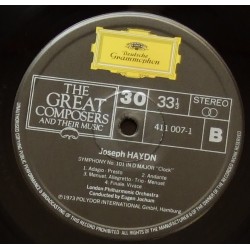 Deutsche
Grammophon
THE
GREAT
COMPOSERS
AND THEIR MUSIC
30
33⅓
STEREO
411 007-1
B
Joseph HAYDN
SYMPHONY No. 101 IN D MAJOR "Clock"
1. Adagio · Presto 2. Andante
3. Menuet, Allegretto · Trio · Menuet
4. Finale. Vivace
London Philharmonic Orchestra
Conducted by Eugen Jochum
℗ 1973 POLYDOR INTERNATIONAL GmbH, Hamburg